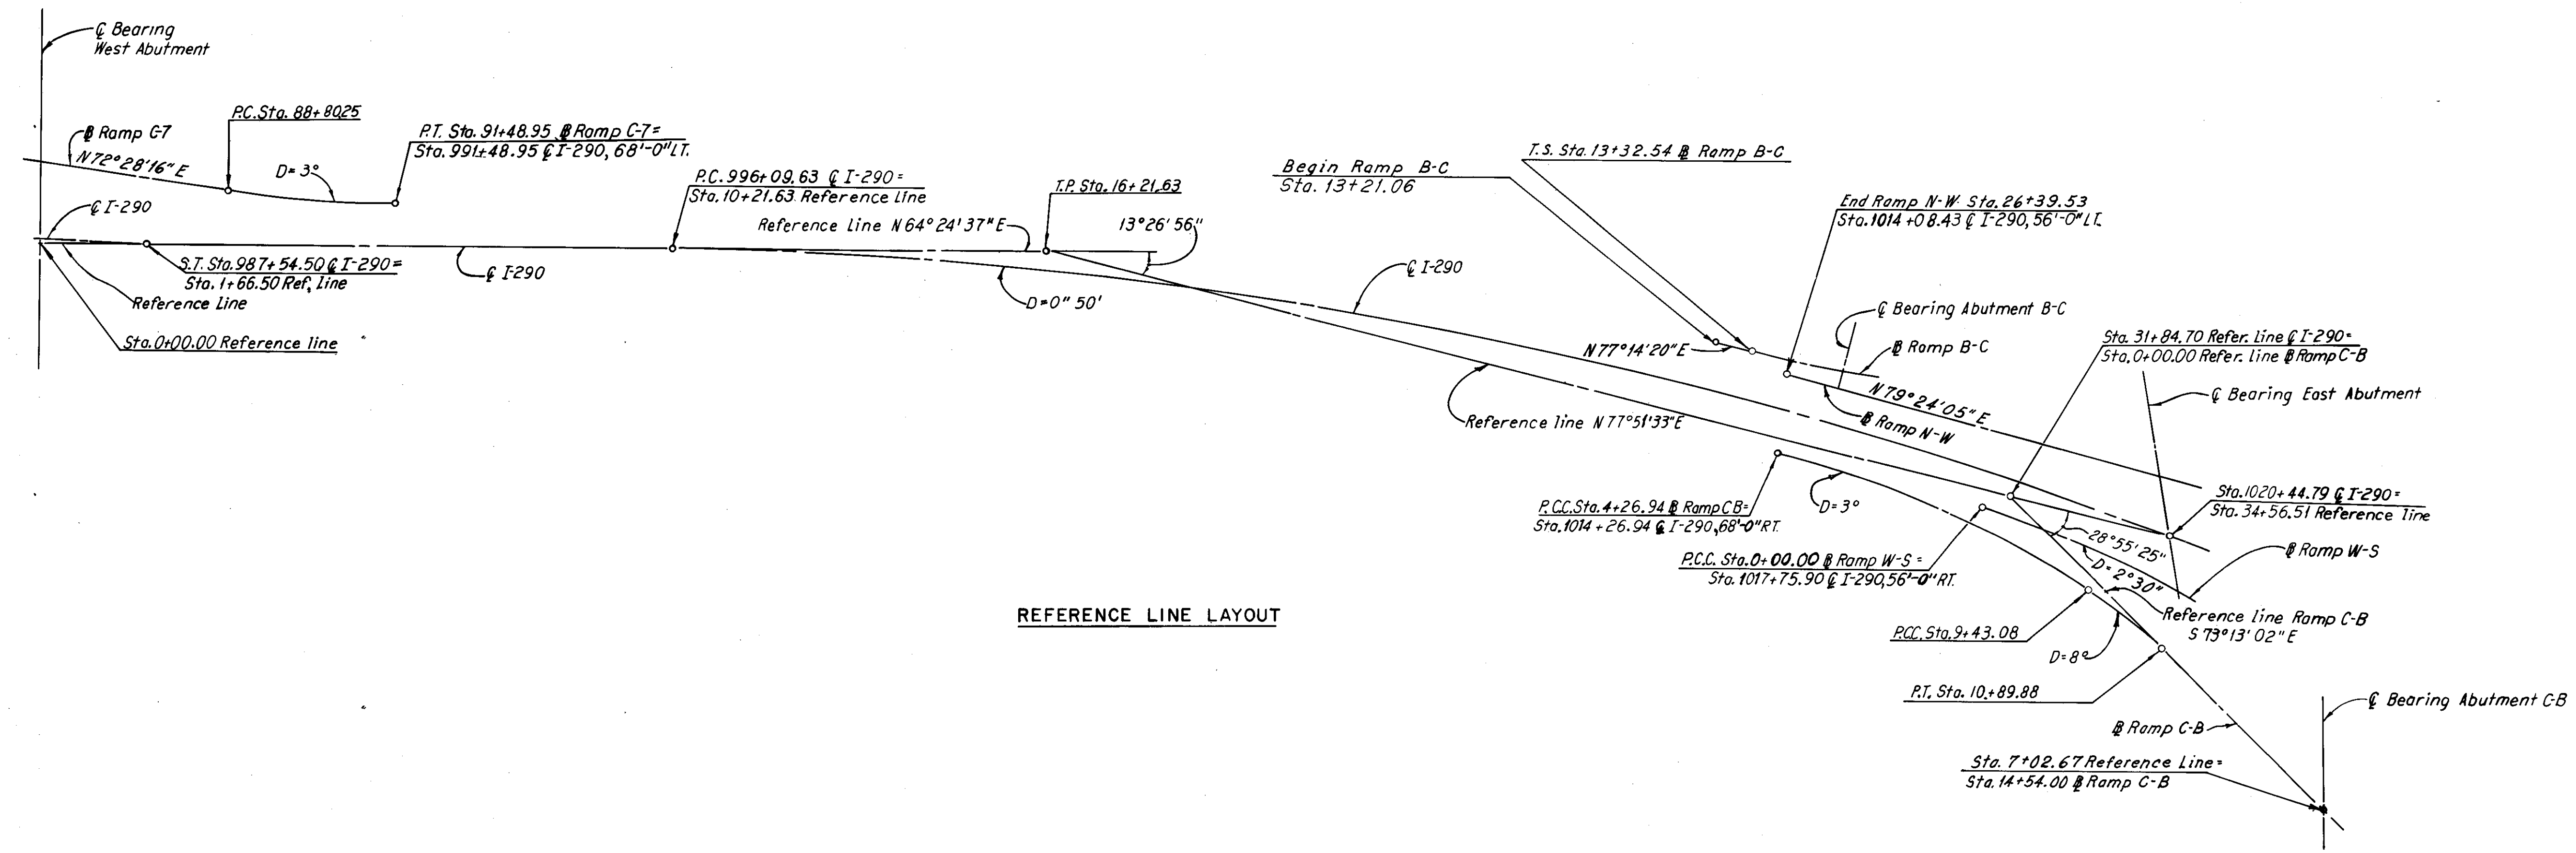 ℄ Bearing
West Abutment
P.C. Sta. 88+80.25
℄ Ramp C-7
N 72° 28' 16" E
D=3°
P.T. Sta. 91+48.95 ℄ Ramp C-7=
Sta. 991+48.95 ℄ I-290, 68'-0" LT.
℄ I-290
P.C. 996+09.63 ℄ I-290=
Sta. 10+21.63 Reference line
T.P. Sta. 16+21.63
Reference line N 64° 24' 37" E
13° 26' 56"
S.T. Sta. 987+54.50 ℄ I-290=
Sta. 1+66.50 Ref, line
Reference line
Sta. 0+00.00 Reference line
℄ I-290
D=0" 50'
℄ I-290
Begin Ramp B-C
Sta. 13+21.06
T.S. Sta. 13+32.54 ℄ Ramp B-C
End Ramp N-W Sta. 26+39.53
Sta. 1014+08.43 ℄ I-290, 56'-0" LT.
℄ Bearing Abutment B-C
N 77° 14' 20" E
℄ Ramp B-C
N 79° 24' 05" E
℄ Ramp N-W
Reference line N 77° 51' 33" E
Sta. 31+84.70 Refer. line ℄ I-290=
Sta. 0+00.00 Refer. line ℄ Ramp C-B
℄ Bearing East Abutment
Sta. 1020+44.79 ℄ I-290=
Sta. 34+56.51 Reference line
P.C.C. Sta. 4+26.94 ℄ Ramp CB=
Sta. 1014+26.94 ℄ I-290, 68'-0" RT.
D=3°
P.C.C. Sta. 0+00.00 ℄ Ramp W-S =
Sta. 1017+75.90 ℄ I-290, 56'-0" RT.
28° 55' 25"
D=2° 30"
℄ Ramp W-S
Reference line Ramp C-B
S 73° 13' 02" E
REFERENCE LINE LAYOUT
P.C.C. Sta. 9+43.08
D=8°
P.T. Sta. 10+89.88
℄ Ramp C-B
℄ Bearing Abutment C-B
Sta. 7+02.67 Reference Line=
Sta. 14+54.00 ℄ Ramp C-B